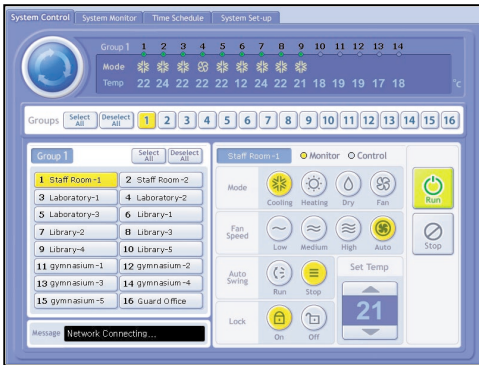 System Control System Monitor Time Schedule System Set-up
Group 1 1 2 3 4 5 6 7 8 9 10 11 12 13 14
Mode
Temp 22 24 22 22 22 12 24 22 21 18 19 19 17 18 °c
Groups Select All Deselect All 1 2 3 4 5 6 7 8 9 10 11 12 13 14 15 16
Group 1 Select All Deselect All
1 Staff Room -1 2 Staff Room -2
3 Laboratory-1 4 Laboratory-2
5 Laboratory-3 6 Library-1
7 Library-2 8 Library-3
9 Library-4 10 Library-5
11 gymnasium-1 12 gymnasium-2
13 gymnasium-3 14 gymnasium-4
15 gymnasium-5 16 Guard Office
Message Network Connecting...
Staff Room-1 Monitor Control
Mode Cooling Heating Dry Fan
Fan Speed Low Medium High Auto
Auto Swing Run Stop
Lock On Off
Set Temp
21
Run
Stop